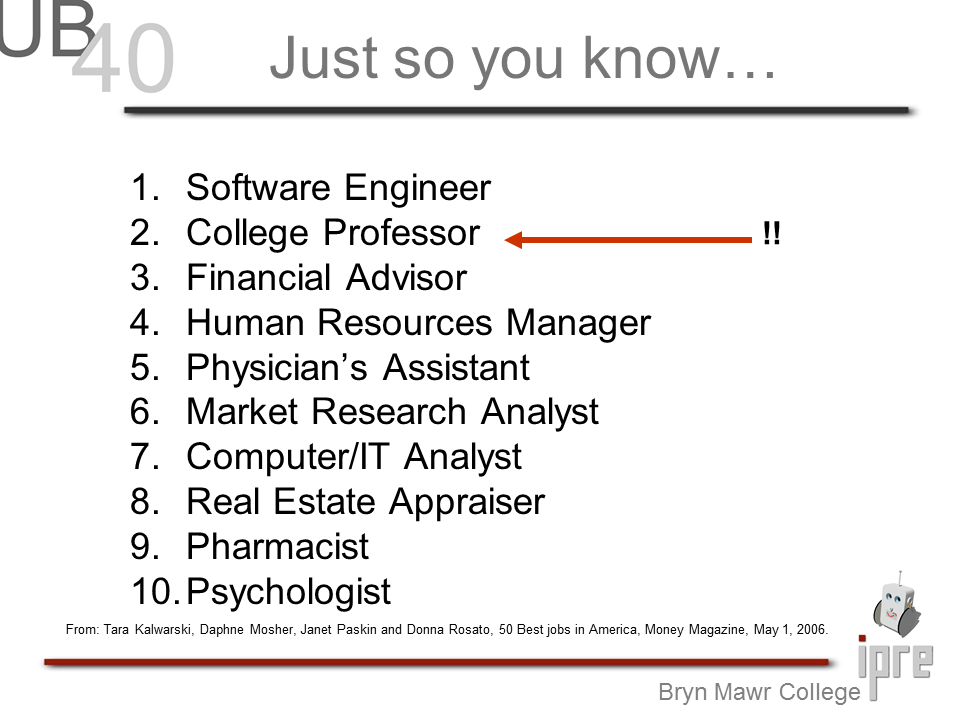 UB
40
Just so you know…
1. Software Engineer
2. College Professor !!
3. Financial Advisor
4. Human Resources Manager
5. Physician’s Assistant
6. Market Research Analyst
7. Computer/IT Analyst
8. Real Estate Appraiser
9. Pharmacist
10. Psychologist
From: Tara Kalwarski, Daphne Mosher, Janet Paskin and Donna Rosato, 50 Best jobs in America, Money Magazine, May 1, 2006.
ipre
Bryn Mawr College